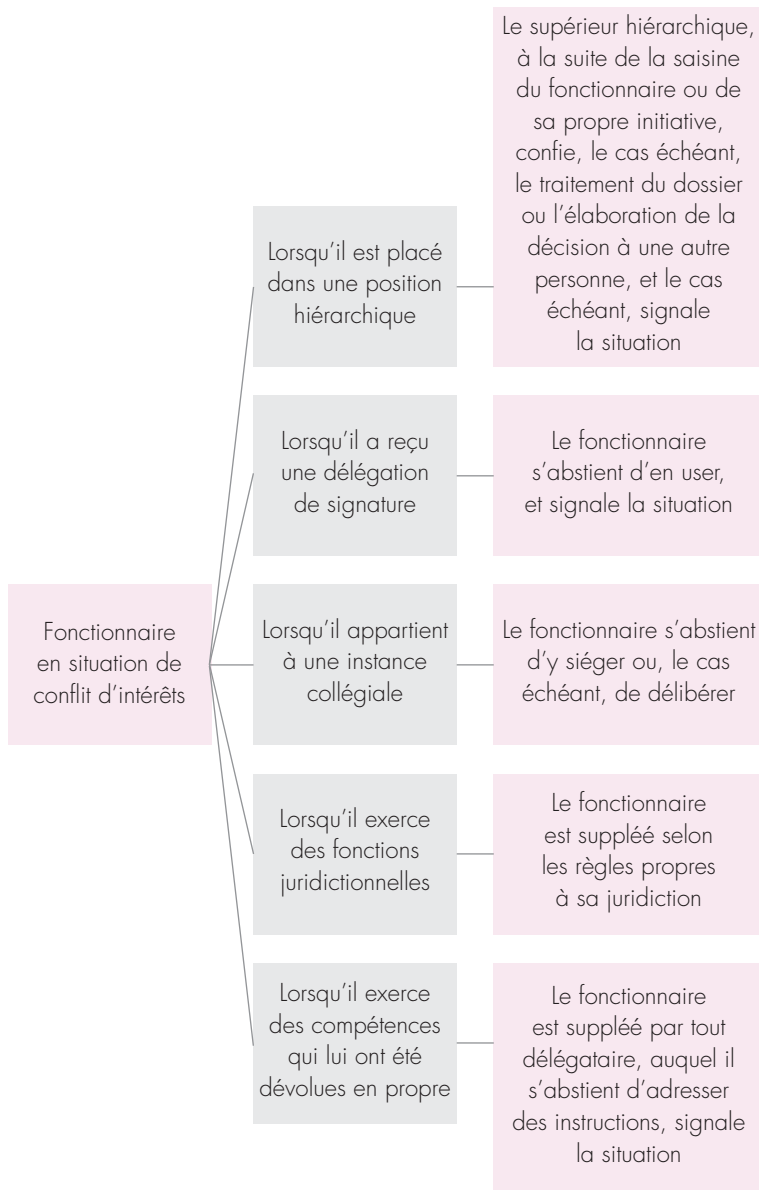 Fonctionnaire
en situation de
conflit d'intérêts
Lorsqu'il est placé
dans une position
hiérarchique
Le supérieur hiérarchique,
à la suite de la saisine
du fonctionnaire ou de
sa propre initiative,
confie, le cas échéant,
le traitement du dossier
ou l'élaboration de la
décision à une autre
personne, et le cas
échéant, signale
la situation
Lorsqu'il a reçu
une délégation
de signature
Le fonctionnaire
s'abstient d'en user,
et signale la situation
Lorsqu'il appartient
à une instance
collégiale
Le fonctionnaire s'abstient
d'y siéger ou, le cas
échéant, de délibérer
Lorsqu'il exerce
des fonctions
juridictionnelles
Le fonctionnaire
est suppléé selon
les règles propres
à sa juridiction
Lorsqu'il exerce
des compétences
qui lui ont été
dévolues en propre
Le fonctionnaire
est suppléé par tout
délégataire, auquel il
s'abstient d'adresser
des instructions, signale
la situation